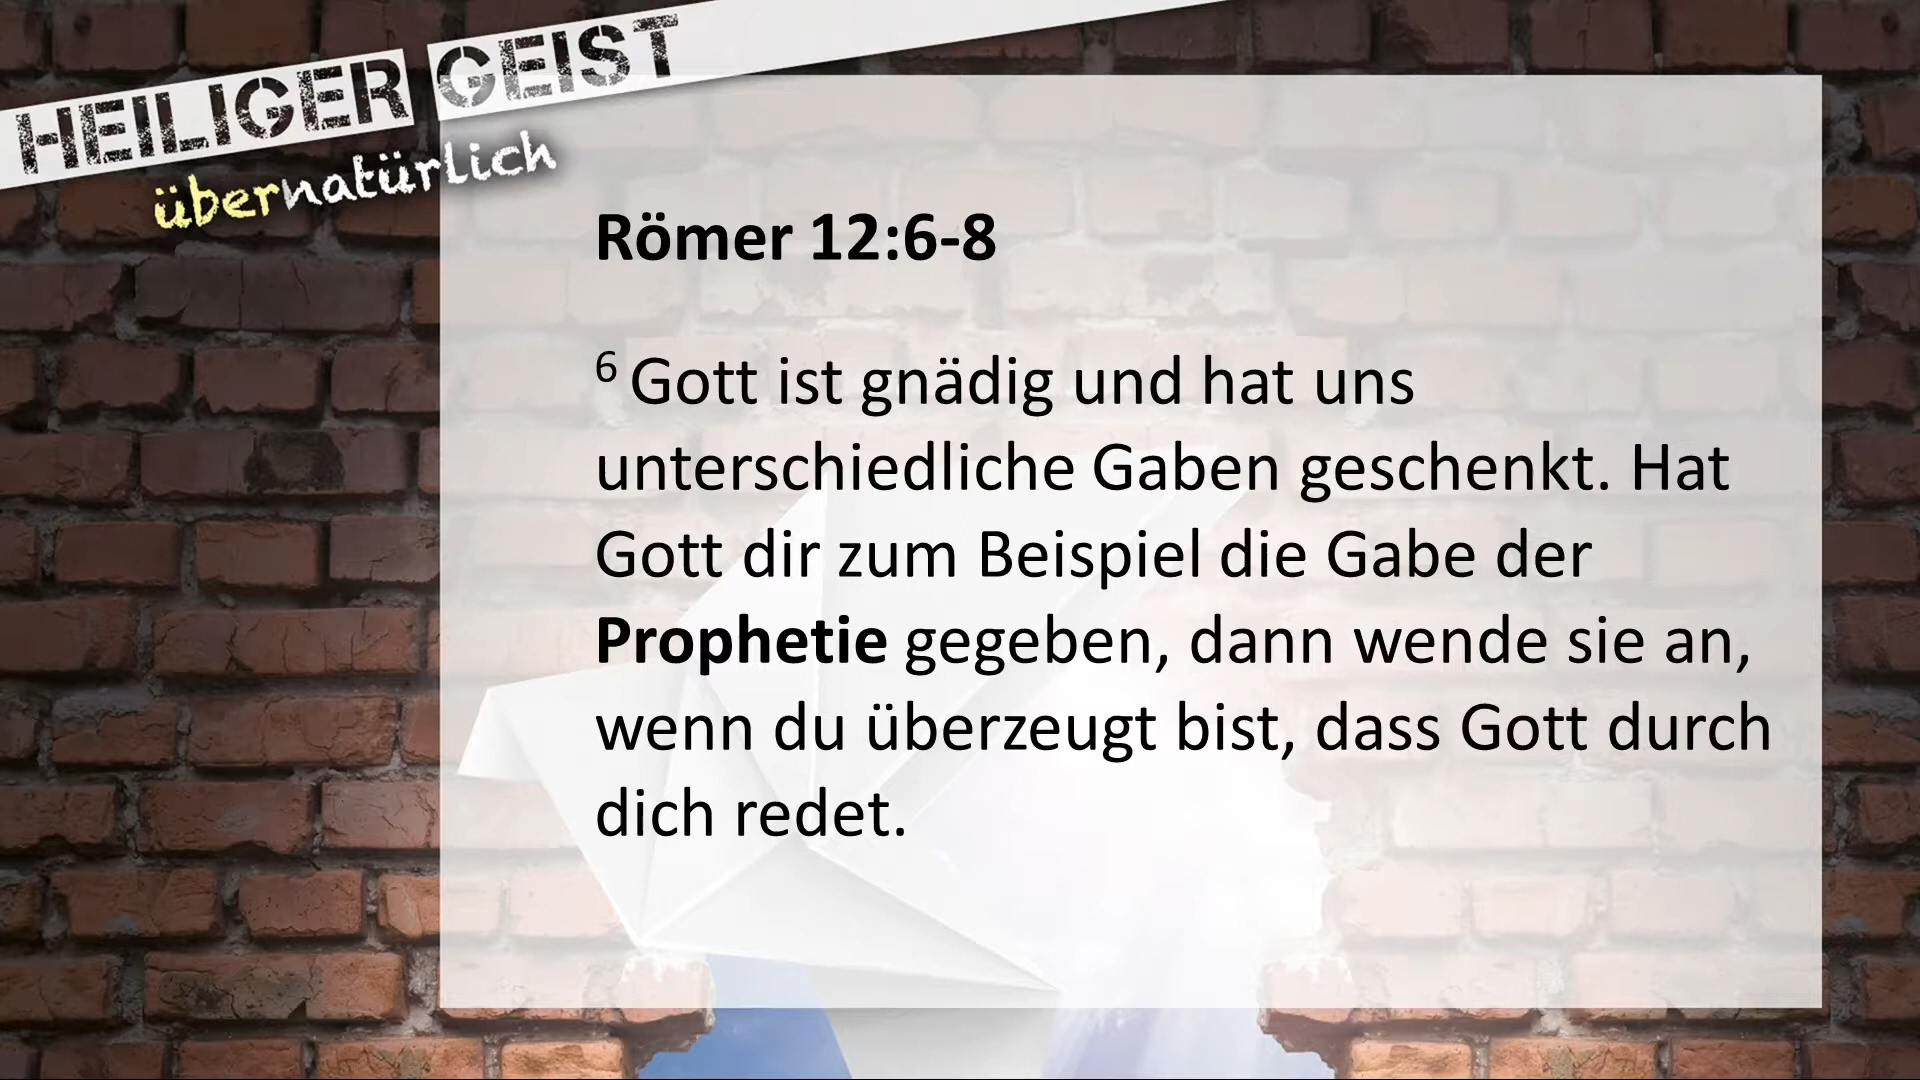 HEILIGER GEIST
übernatürlich
Römer 12:6-8
6 Gott ist gnädig und hat uns
unterschiedliche Gaben geschenkt. Hat
Gott dir zum Beispiel die Gabe der
Prophetie gegeben, dann wende sie an,
wenn du überzeugt bist, dass Gott durch
dich redet.